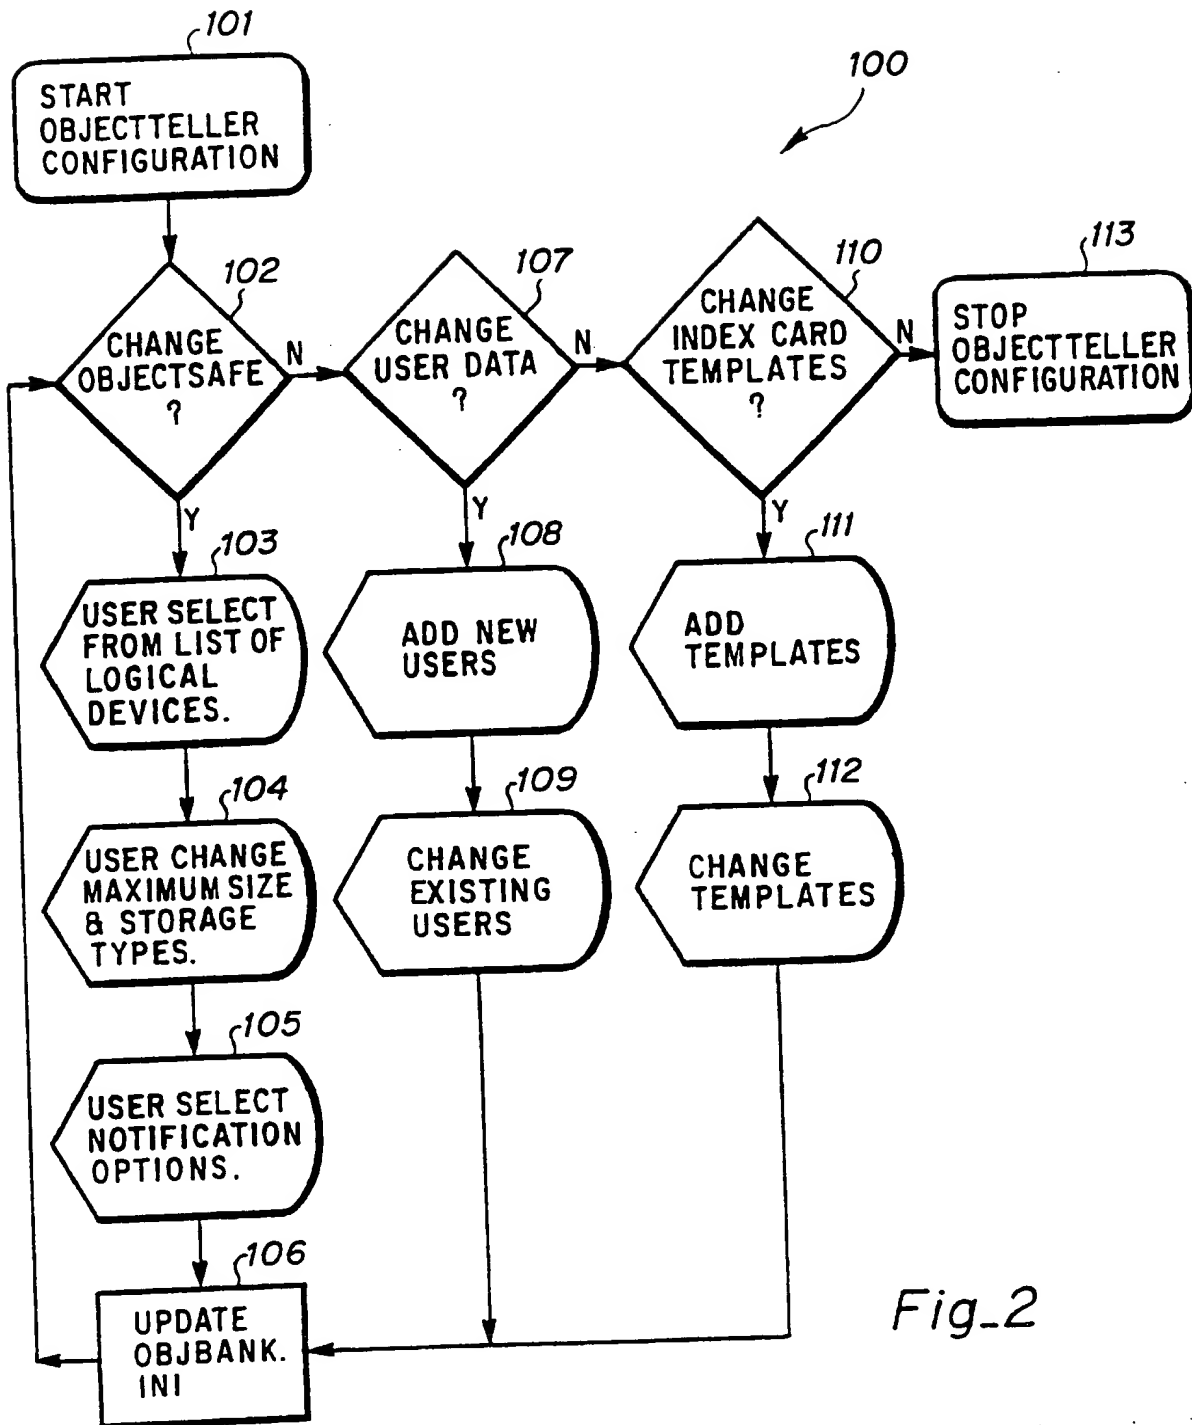 101
START
OBJECTTELLER
CONFIGURATION
100
102
CHANGE
OBJECTSAFE
?
N
Y
107
CHANGE
USER DATA
?
N
Y
110
CHANGE
INDEX CARD
TEMPLATES
?
N
Y
113
STOP
OBJECTTELLER
CONFIGURATION
103
USER SELECT
FROM LIST OF
LOGICAL
DEVICES.
108
ADD NEW
USERS
111
ADD
TEMPLATES
104
USER CHANGE
MAXIMUM SIZE
& STORAGE
TYPES.
109
CHANGE
EXISTING
USERS
112
CHANGE
TEMPLATES
105
USER SELECT
NOTIFICATION
OPTIONS.
106
UPDATE
OBJBANK.
INI
Fig_2